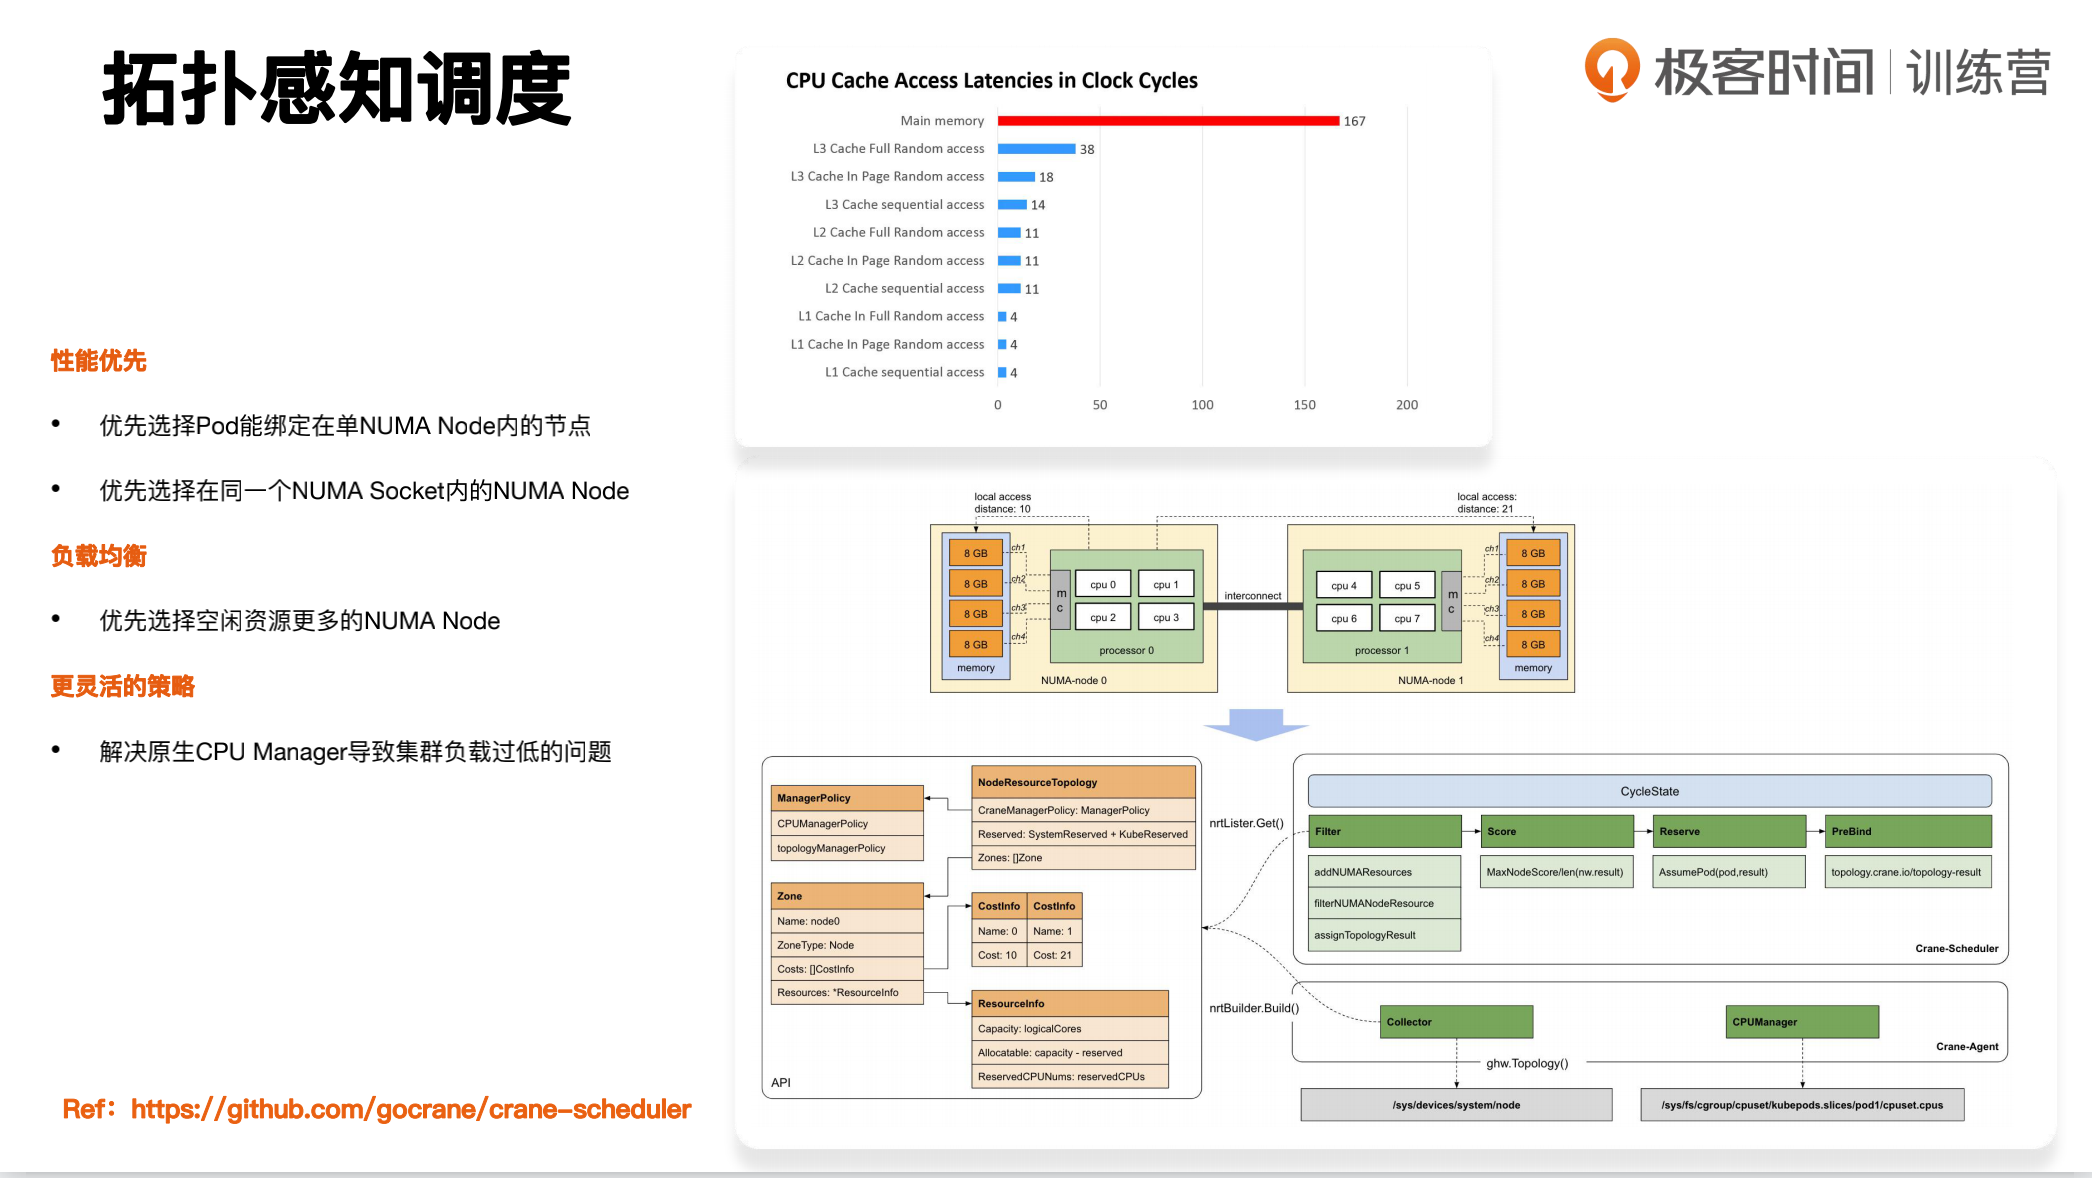 拓扑感知调度
极客时间 | 训练营
性能优先
• 优先选择Pod能绑定在单NUMA Node内的节点
• 优先选择在同一个NUMA Socket内的NUMA Node
负载均衡
• 优先选择空闲资源更多的NUMA Node
更灵活的策略
• 解决原生CPU Manager导致集群负载过低的问题
Ref：https://github.com/gocrane/crane-scheduler
CPU Cache Access Latencies in Clock Cycles
Main memory 167
L3 Cache Full Random access 38
L3 Cache In Page Random access 18
L3 Cache sequential access 14
L2 Cache Full Random access 11
L2 Cache In Page Random access 11
L2 Cache sequential access 11
L1 Cache In Full Random access 4
L1 Cache In Page Random access 4
L1 Cache sequential access 4
0 50 100 150 200
local access
distance: 10
local access:
distance: 21
8 GB
8 GB
8 GB
8 GB
memory
ch1
ch2
ch3
ch4
mc
cpu 0
cpu 1
cpu 2
cpu 3
processor 0
NUMA-node 0
interconnect
cpu 4
cpu 5
cpu 6
cpu 7
processor 1
mc
ch1
ch2
ch3
ch4
8 GB
8 GB
8 GB
8 GB
memory
NUMA-node 1
ManagerPolicy
CPUManagerPolicy
topologyManagerPolicy
NodeResourceTopology
CraneManagerPolicy: ManagerPolicy
Reserved: SystemReserved + KubeReserved
Zones: []Zone
Zone
Name: node0
ZoneType: Node
Costs: []CostInfo
Resources: *ResourceInfo
CostInfo CostInfo
Name: 0 Name: 1
Cost: 10 Cost: 21
ResourceInfo
Capacity: logicalCores
Allocatable: capacity - reserved
ReservedCPUNums: reservedCPUs
API
nrtLister.Get()
nrtBuilder.Build()
CycleState
Filter
addNUMAResources
filterNUMANodeResource
assignTopologyResult
Score
MaxNodeScore/len(nw.result)
Reserve
AssumePod(pod,result)
PreBind
topology.crane.io/topology-result
Crane-Scheduler
Collector
CPUManager
Crane-Agent
ghw.Topology()
/sys/devices/system/node
/sys/fs/cgroup/cpuset/kubepods.slices/pod1/cpuset.cpus